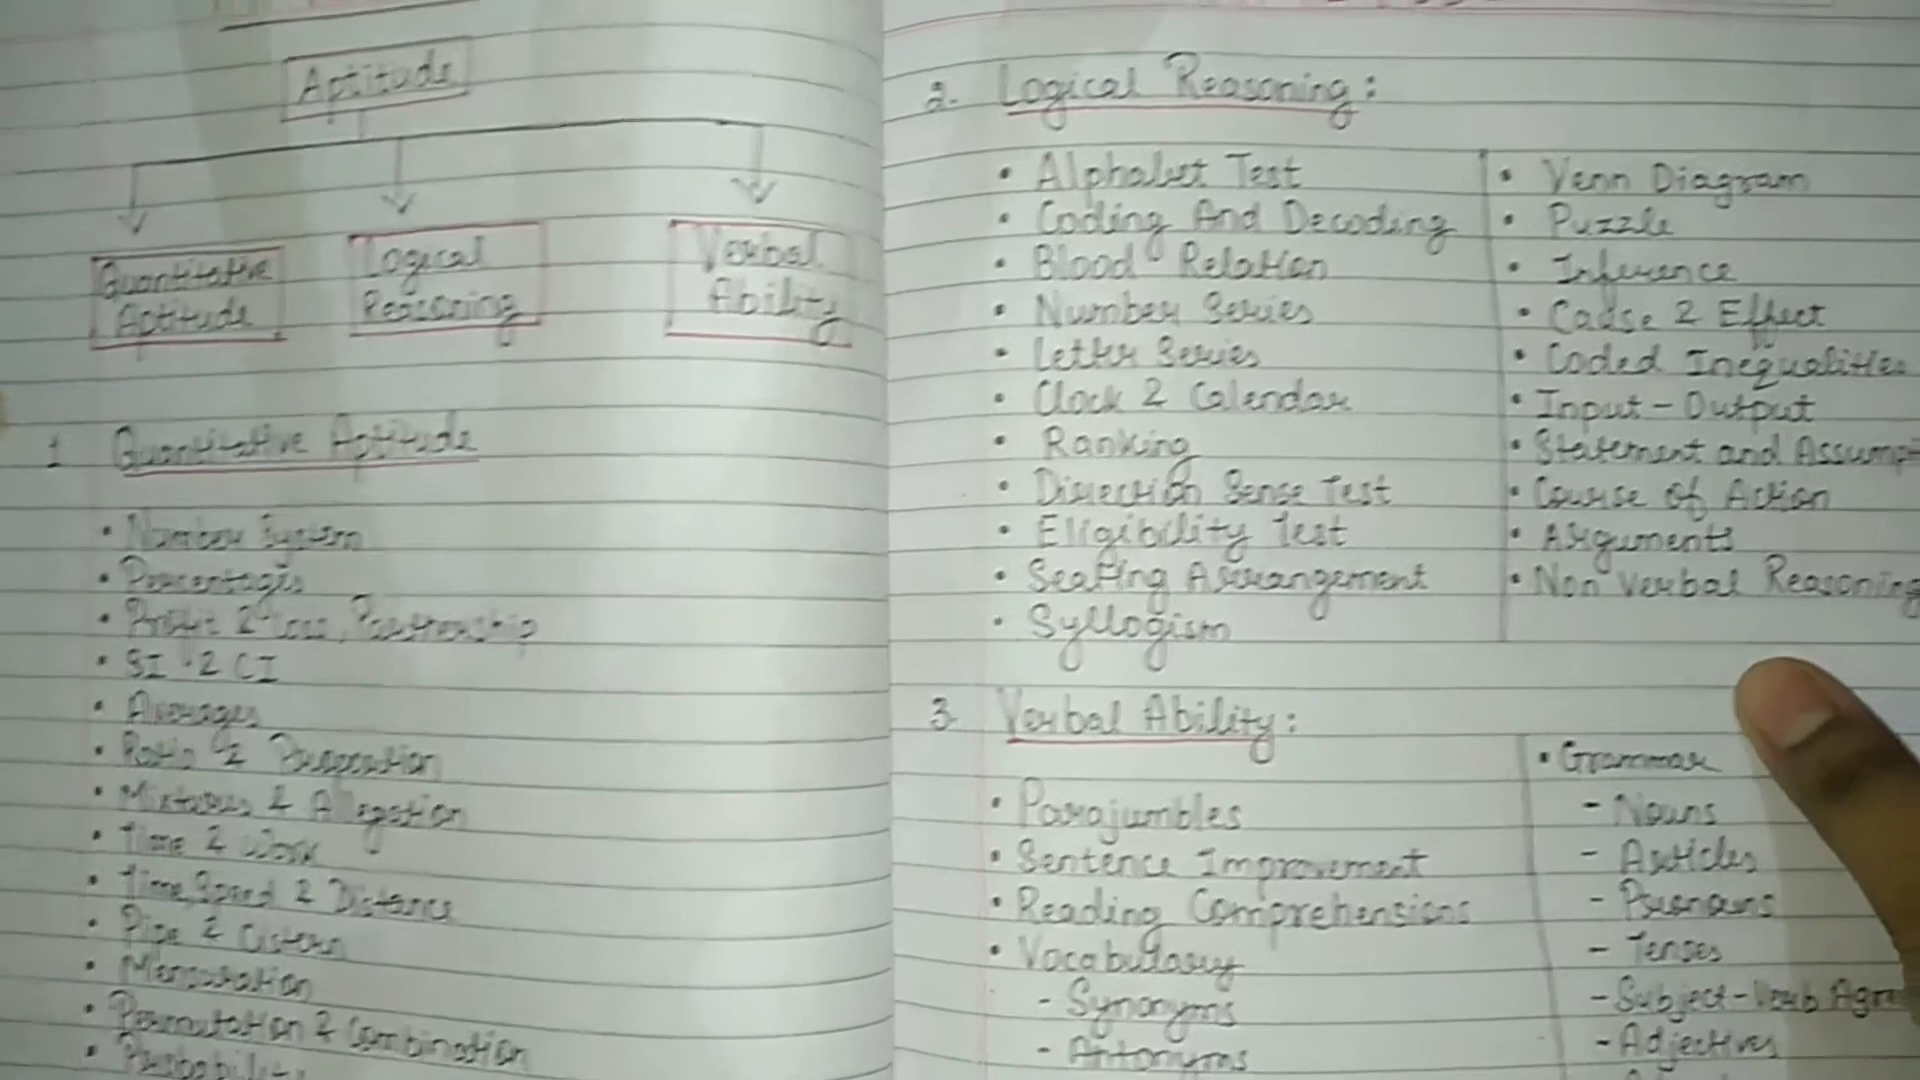 Aptitude
Quantitative Aptitude
Logical Reasoning
Verbal Ability
1 Quantitative Aptitude
• Number System
• Percentages
• Profit & Loss, Partnership
• SI & CI
• Averages
• Ratio & Proportion
• Mixtures & Allegation
• Time & Work
• Time, Speed & Distance
• Pipe & Cistern
• Mensuration
• Permutation & Combination
• Probability
2. Logical Reasoning:
• Alphabet Test
• Coding And Decoding
• Blood Relation
• Number Series
• Letter Series
• Clock & Calendar
• Ranking
• Direction Sense Test
• Eligibility Test
• Seating Arrangement
• Syllogism
• Venn Diagram
• Puzzle
• Inference
• Cause & Effect
• Coded Inequalities
• Input-Output
• Statement and Assump
• Course of Action
• Arguments
• Non Verbal Reasoning
3. Verbal Ability:
• Parajumbles
• Sentence Improvement
• Reading Comprehensions
• Vocabulary
- Synonyms
- Antonyms
• Grammar
- Nouns
- Articles
- Pronouns
- Tenses
- Subject-Verb Agre
- Adjectives